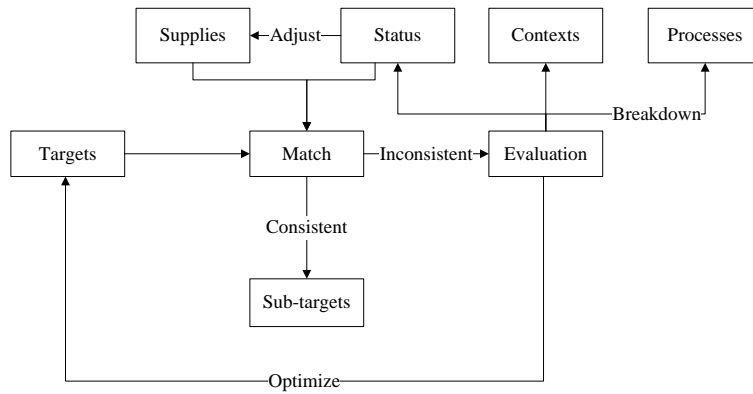 Supplies
Adjust
Status
Contexts
Processes
Breakdown
Targets
Match
Inconsistent
Evaluation
Consistent
Sub-targets
Optimize